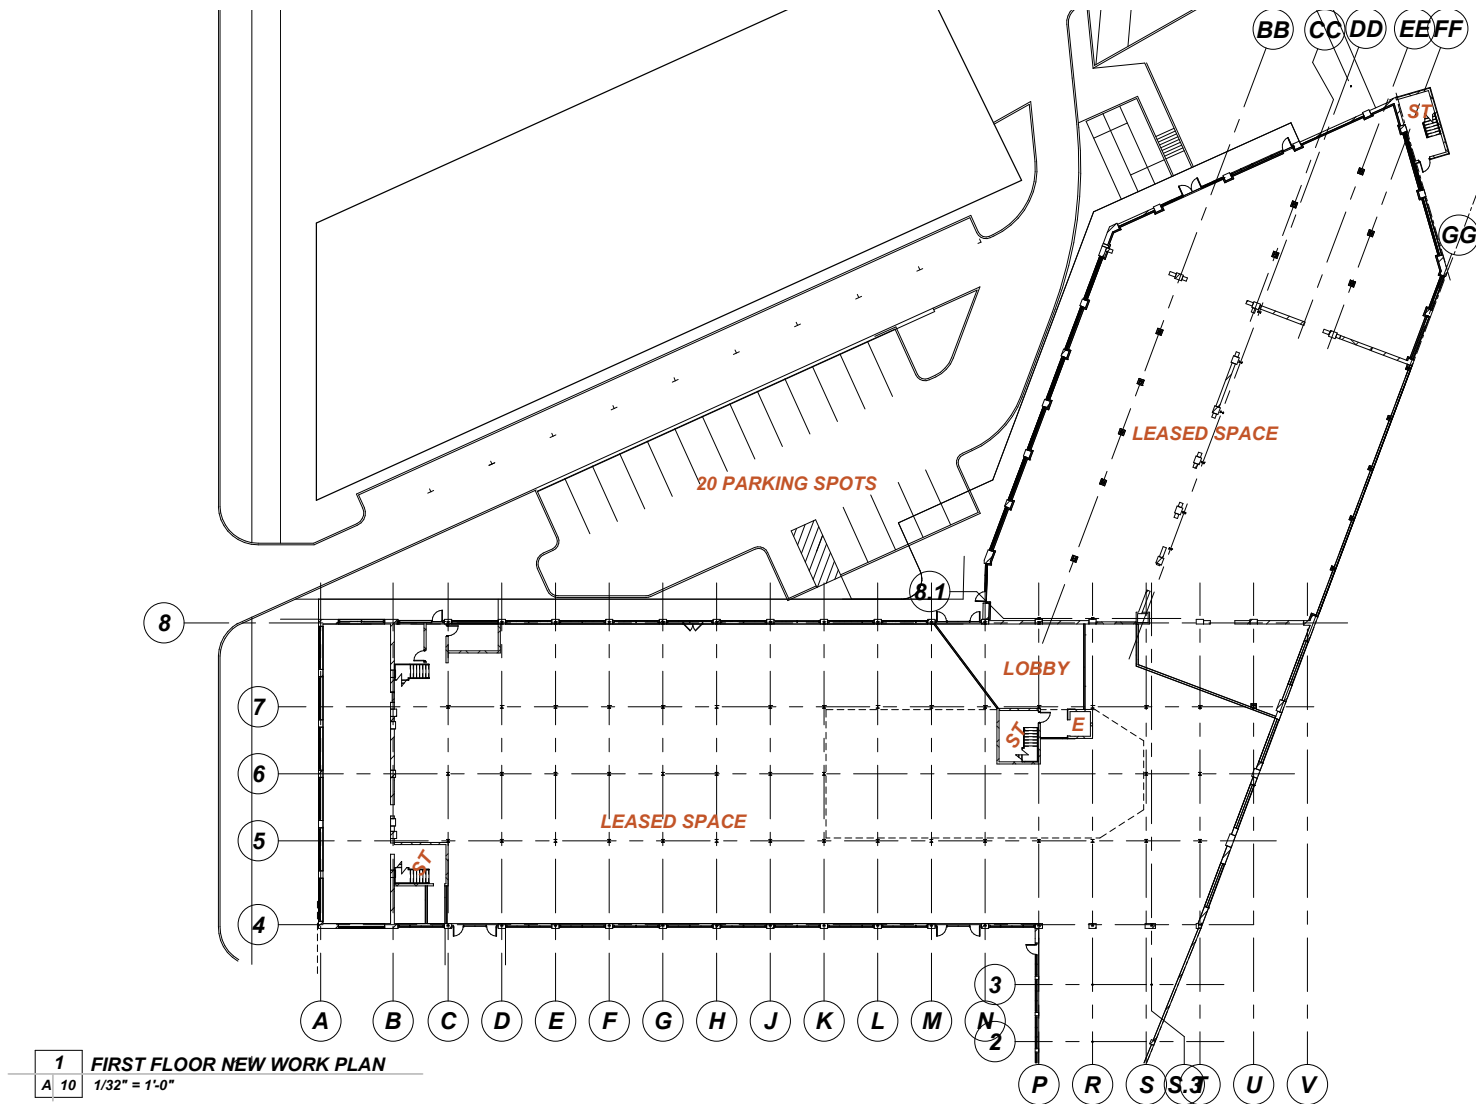 BB CC DD EE FF
ST
GG
LEASED SPACE
20 PARKING SPOTS
8.1
8
LOBBY
7
ST E
6
LEASED SPACE
5
ST
4
3
A B C D E F G H J K L M N
2
P R S S.3 T U V
1 FIRST FLOOR NEW WORK PLAN
A 10 1/32" = 1'-0"